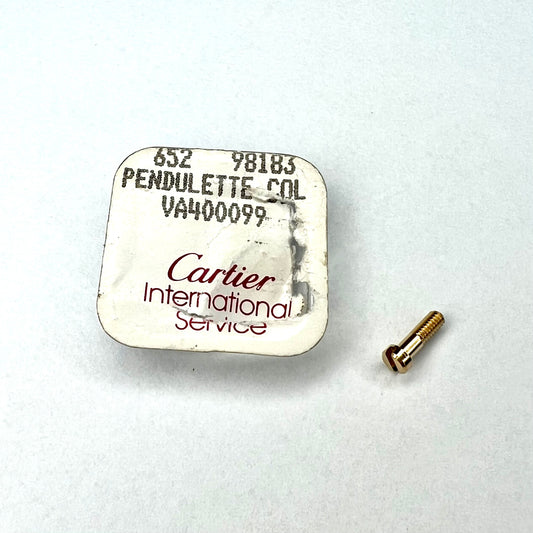 652 98183
PENDULETTE COL
VA400099
Cartier
International
Service